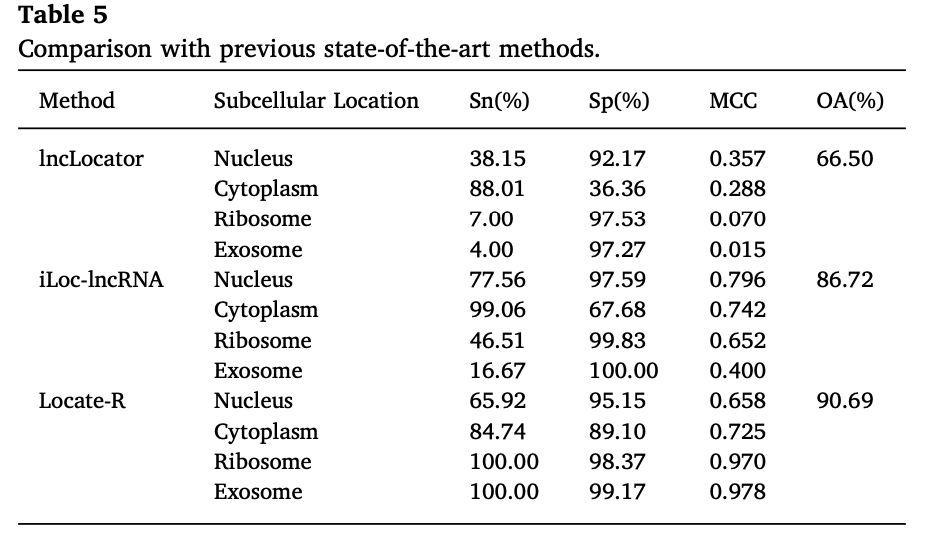 Table 5
Comparison with previous state-of-the-art methods.
Method Subcellular Location Sn(%) Sp(%) MCC OA(%)
lncLocator Nucleus 38.15 92.17 0.357 66.50
Cytoplasm 88.01 36.36 0.288
Ribosome 7.00 97.53 0.070
Exosome 4.00 97.27 0.015
iLoc-lncRNA Nucleus 77.56 97.59 0.796 86.72
Cytoplasm 99.06 67.68 0.742
Ribosome 46.51 99.83 0.652
Exosome 16.67 100.00 0.400
Locate-R Nucleus 65.92 95.15 0.658 90.69
Cytoplasm 84.74 89.10 0.725
Ribosome 100.00 98.37 0.970
Exosome 100.00 99.17 0.978